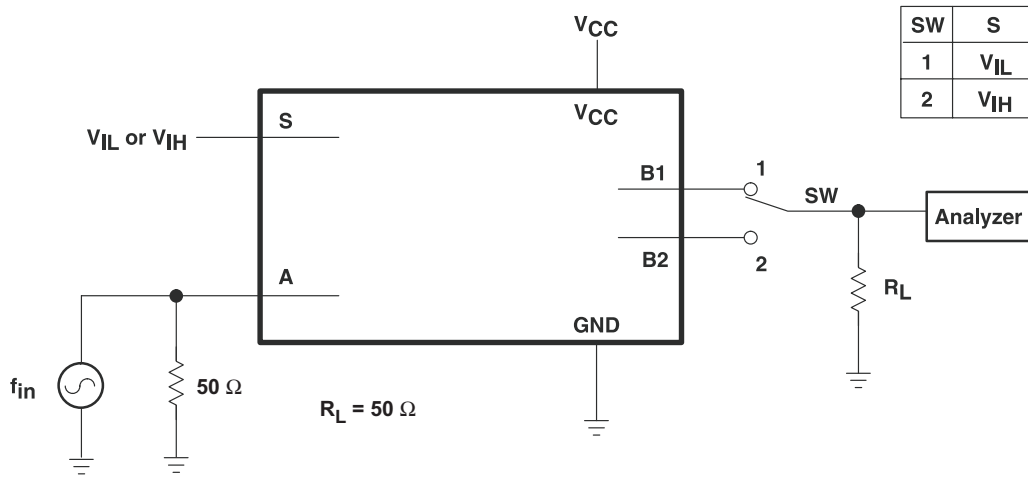 VCC
SW S
1 VIL
2 VIH
VCC
S
VIL or VIH
B1
1
SW
Analyzer
B2
2
RL
A
GND
fin
50 Ω
RL = 50 Ω